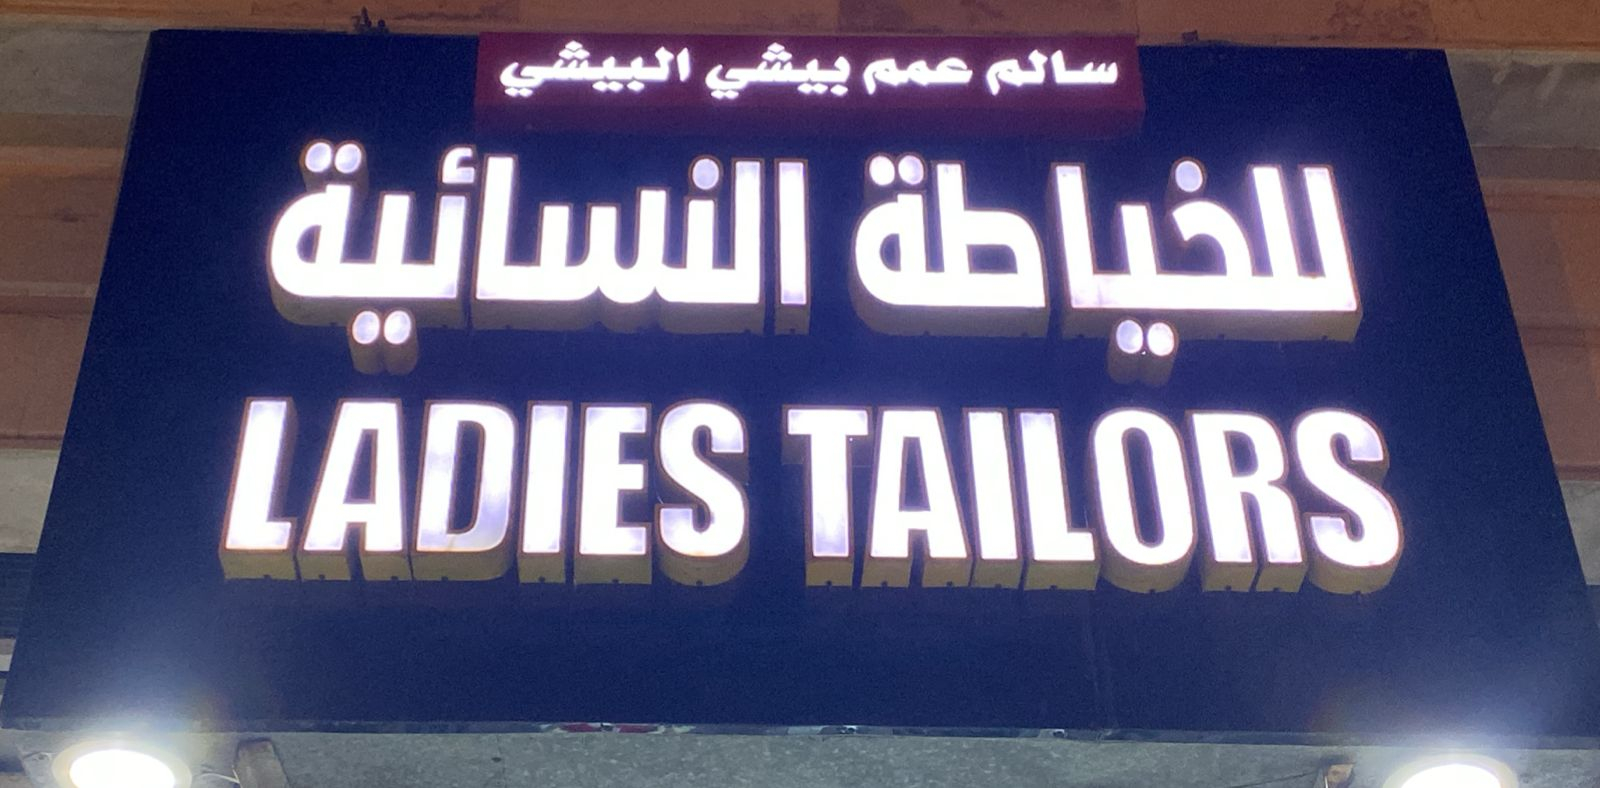 سالم عمم بيشي البيشي
للخياطة النسائية
LADIES TAILORS